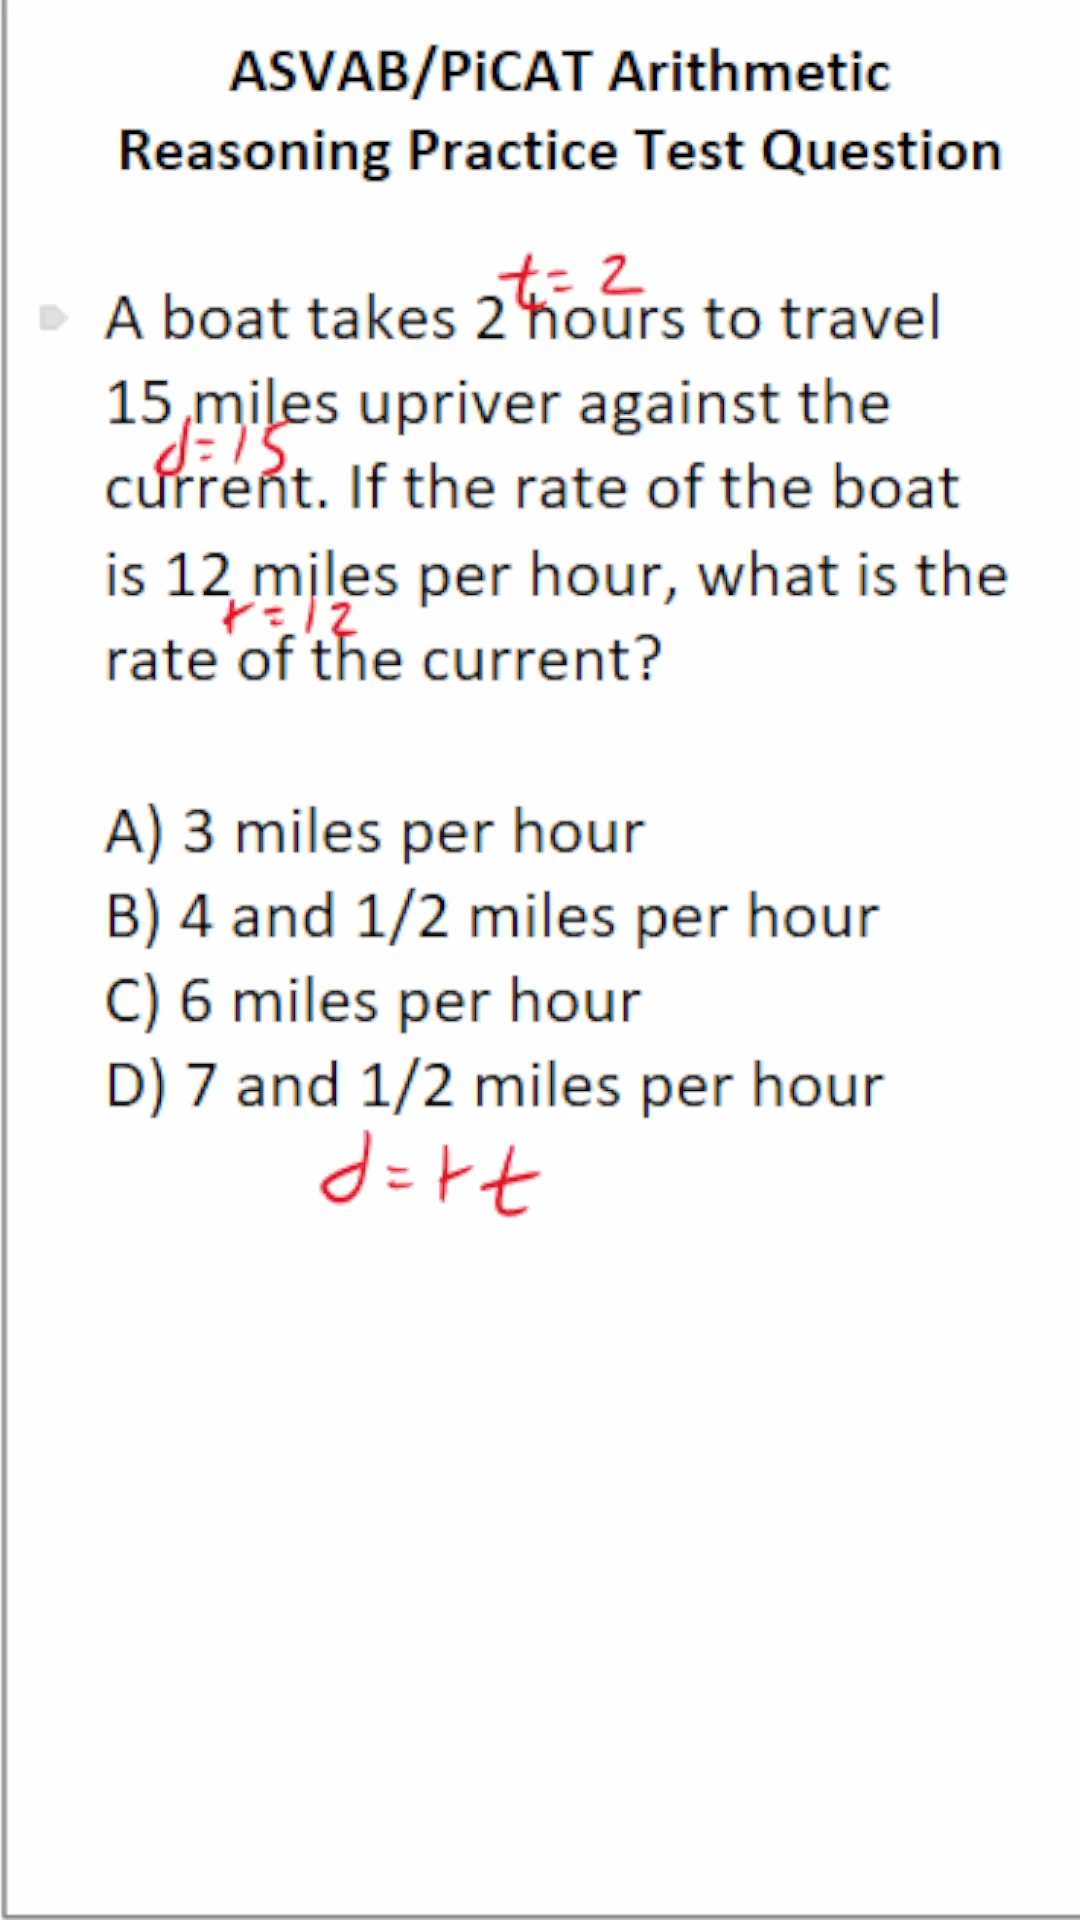 ASVAB/PiCAT Arithmetic
Reasoning Practice Test Question
t=2
A boat takes 2 hours to travel
15 miles upriver against the
d=15
current. If the rate of the boat
is 12 miles per hour, what is the
r=12
rate of the current?
A) 3 miles per hour
B) 4 and 1/2 miles per hour
C) 6 miles per hour
D) 7 and 1/2 miles per hour
d=rt